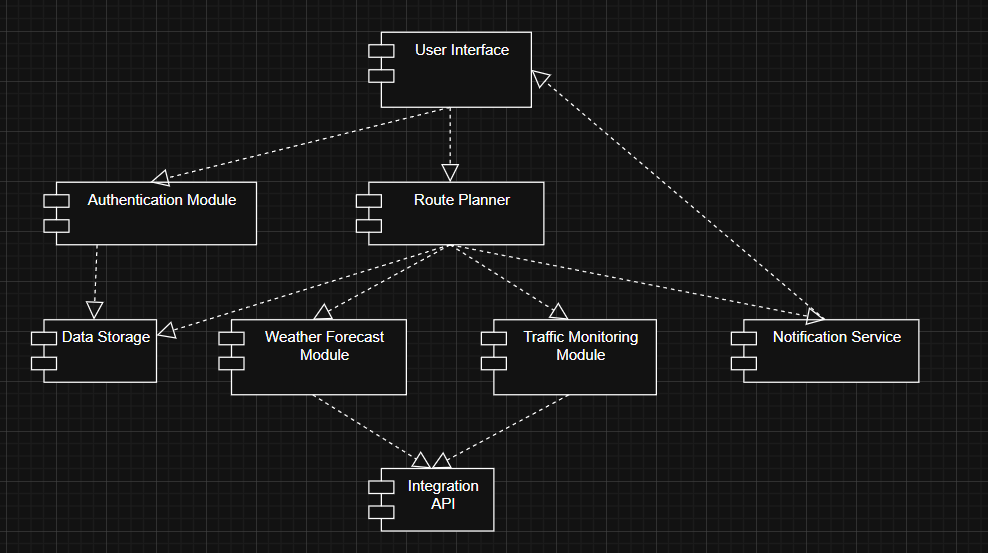 User Interface
Authentication Module
Route Planner
Data Storage
Weather Forecast
Module
Traffic Monitoring
Module
Notification Service
Integration
API